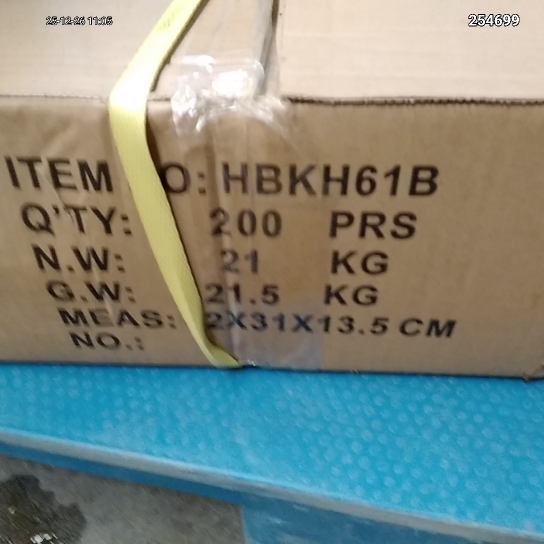 25-12-26 11:05
254699
ITEM O: HBKH61B
Q'TY: 200 PRS
N.W: 21 KG
G.W: 21.5 KG
MEAS: 2X31X13.5 CM
NO.: